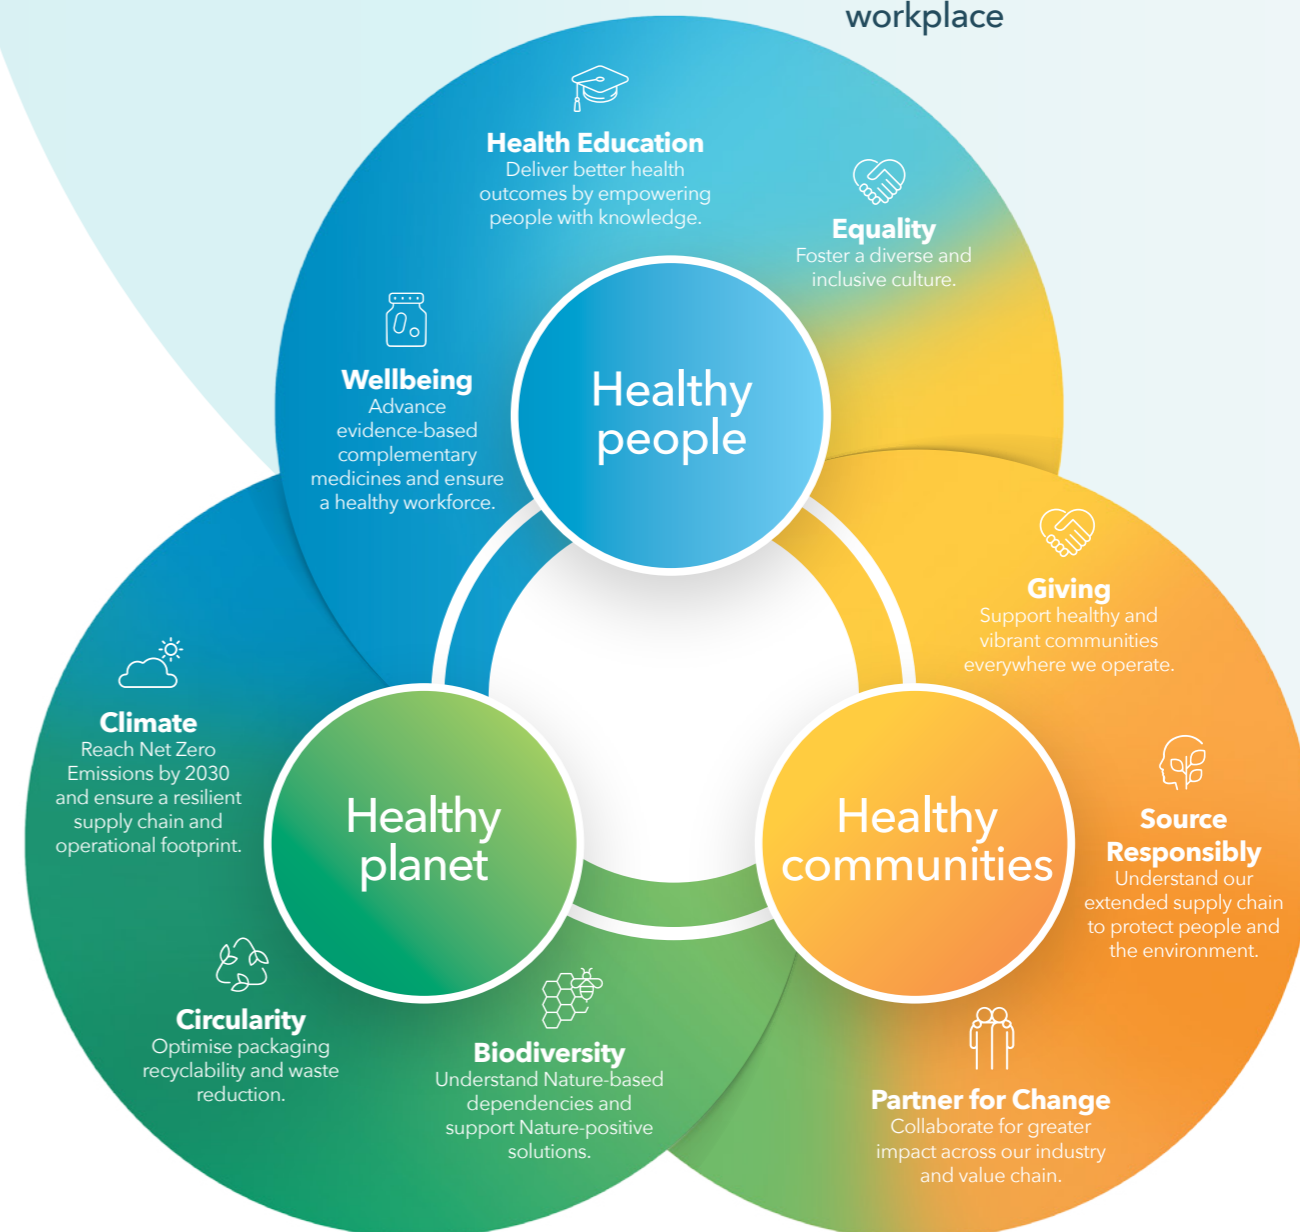 workplace
Health Education
Deliver better health
outcomes by empowering
people with knowledge.
Equality
Foster a diverse and
inclusive culture.
Wellbeing
Advance
evidence-based
complementary
medicines and ensure
a healthy workforce.
Healthy
people
Giving
Support healthy and
vibrant communities
everywhere we operate.
Climate
Reach Net Zero
Emissions by 2030
and ensure a resilient
supply chain and
operational footprint.
Healthy
planet
Healthy
communities
Source
Responsibly
Understand our
extended supply chain
to protect people and
the environment.
Circularity
Optimise packaging
recyclability and waste
reduction.
Biodiversity
Understand Nature-based
dependencies and
support Nature-positive
solutions.
Partner for Change
Collaborate for greater
impact across our industry
and value chain.